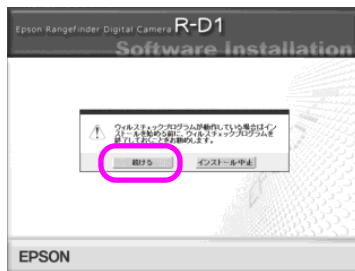 Epson Rangefinder Digital Camera R-D1
Software installation
ウィルスチェックプログラムが動作している場合はイン
ストールを始める前に、ウィルスチェックプログラムを
終了しておくことをお勧めします。
続ける
インストール中止
EPSON